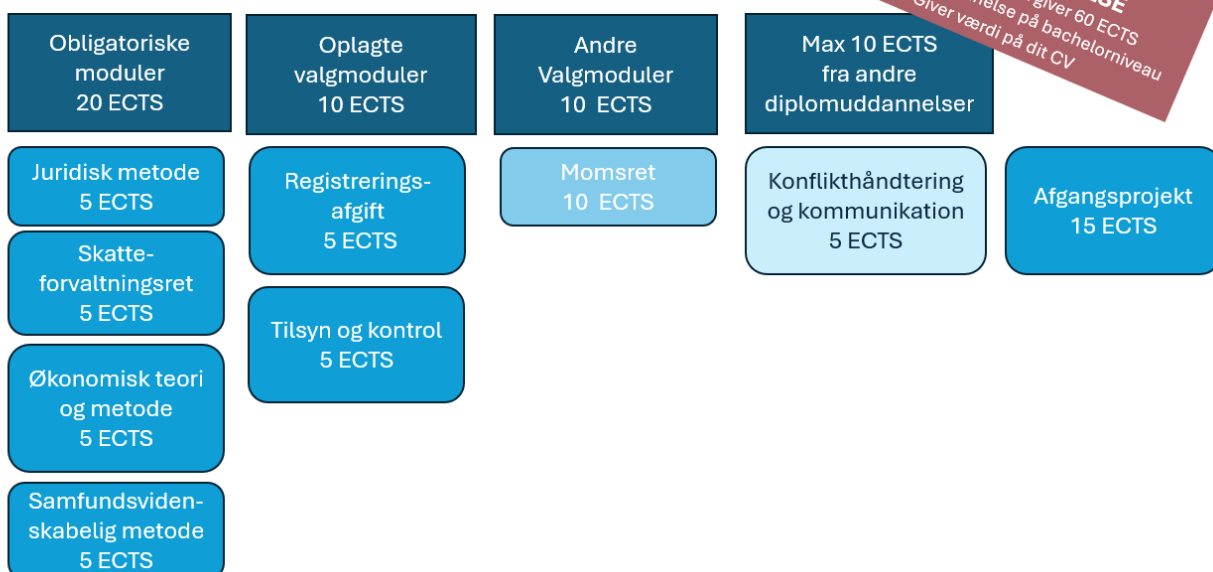 Obligatoriske
moduler
20 ECTS
Oplagte
valgmoduler
10 ECTS
Andre
Valgmoduler
10 ECTS
Max 10 ECTS
fra andre
diplomuddannelser
giver 60 ECTS
på bachelorniveau
Giver værdi på dit CV
Juridisk metode
5 ECTS
Skatte-
forvaltningsret
5 ECTS
Økonomisk teori
og metode
5 ECTS
Samfundsviden-
skabelig metode
5 ECTS
Registrerings-
afgift
5 ECTS
Tilsyn og kontrol
5 ECTS
Momsret
10 ECTS
Konflikthåndtering
og kommunikation
5 ECTS
Afgangsprojekt
15 ECTS